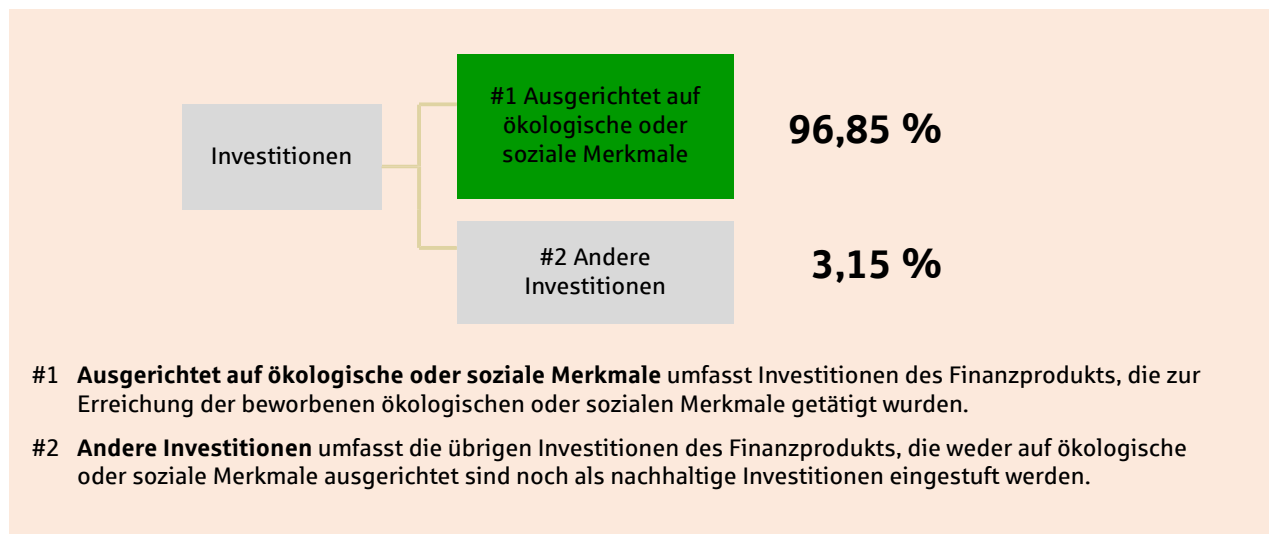 Investitionen
#1 Ausgerichtet auf
ökologische oder
soziale Merkmale
96,85 %
#2 Andere
Investitionen
3,15 %
#1 Ausgerichtet auf ökologische oder soziale Merkmale umfasst Investitionen des Finanzprodukts, die zur
Erreichung der beworbenen ökologischen oder sozialen Merkmale getätigt wurden.
#2 Andere Investitionen umfasst die übrigen Investitionen des Finanzprodukts, die weder auf ökologische
oder soziale Merkmale ausgerichtet sind noch als nachhaltige Investitionen eingestuft werden.